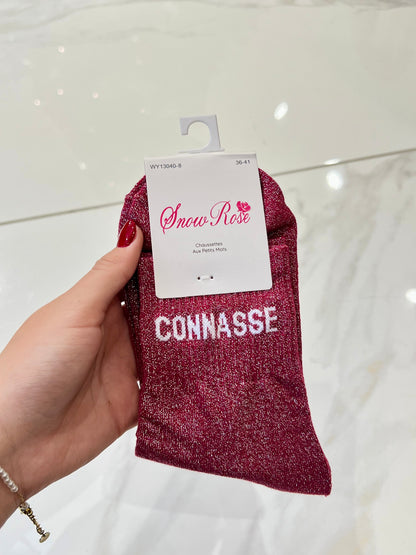 WY13040-8 36-41
Snow Rose
Chaussettes
Aux Petits Mots
CONNASSE